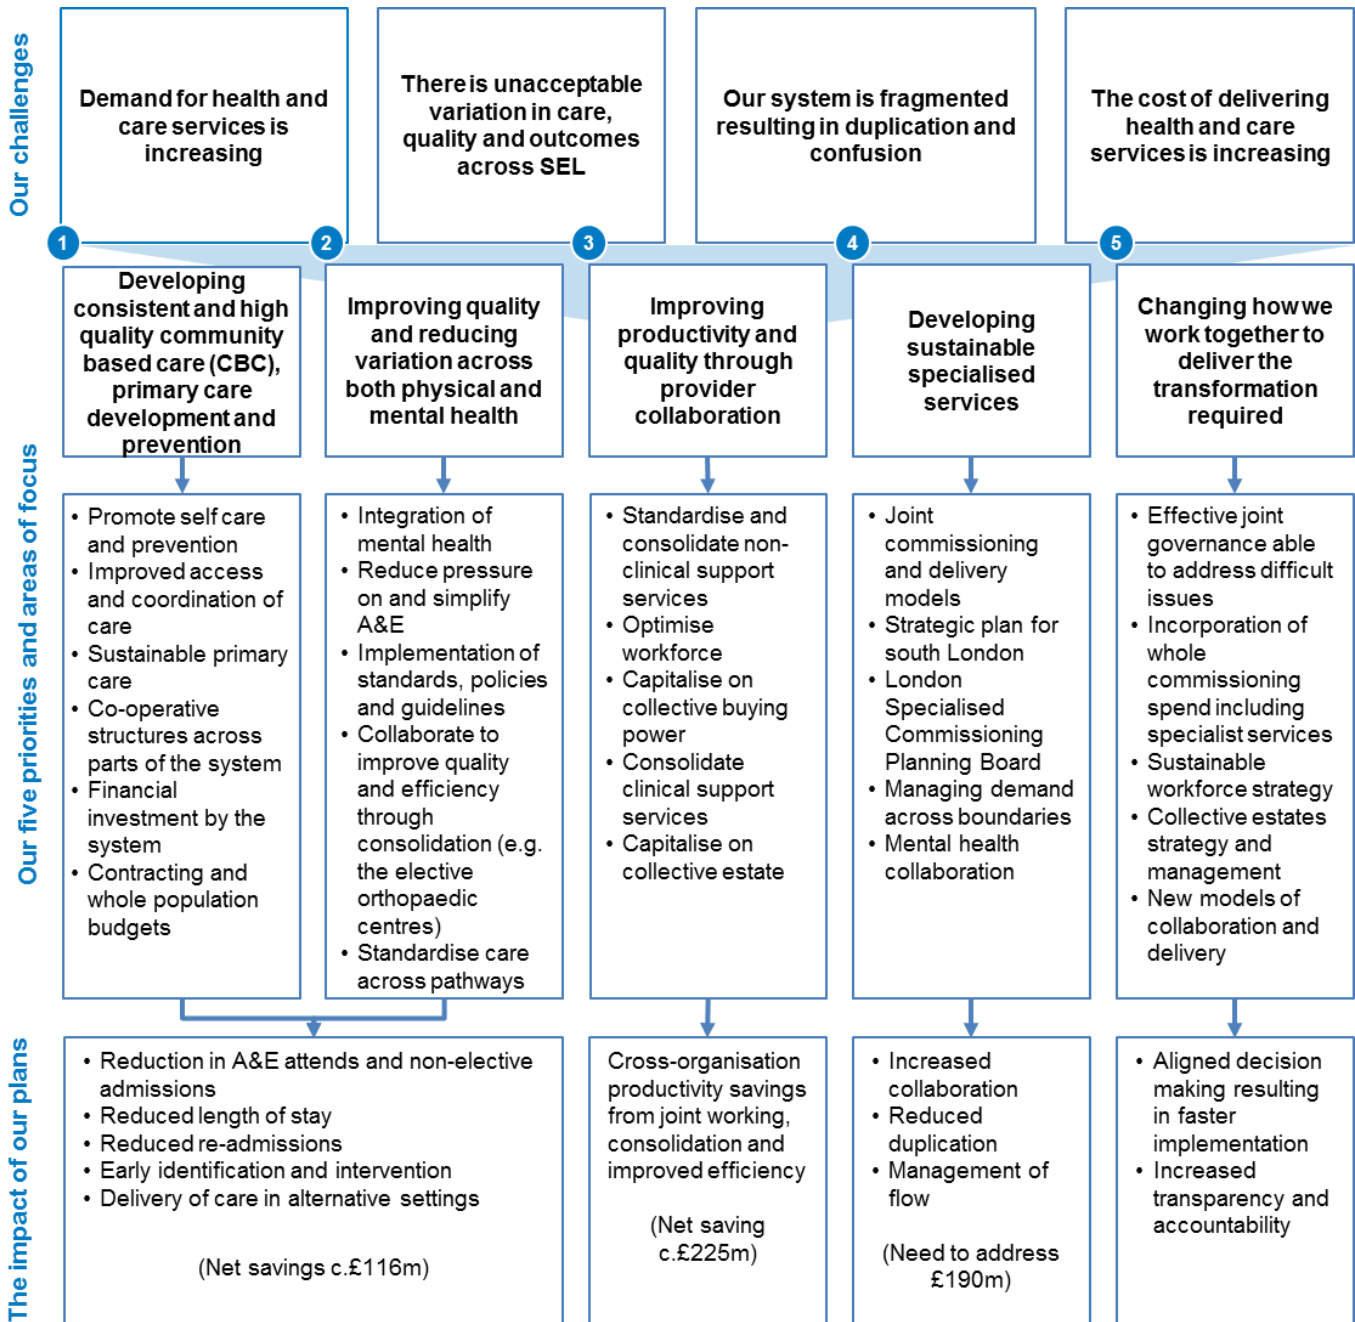 Our challenges
Demand for health and
care services is
increasing
There is unacceptable
variation in care,
quality and outcomes
across SEL
Our system is fragmented
resulting in duplication and
confusion
The cost of delivering
health and care
services is increasing
Our five priorities and areas of focus
1
Developing
consistent and high
quality community
based care (CBC),
primary care
development and
prevention
2
Improving quality
and reducing
variation across
both physical and
mental health
3
Improving
productivity and
quality through
provider
collaboration
4
Developing
sustainable
specialised
services
5
Changing how we
work together to
deliver the
transformation
required
• Promote self care
and prevention
• Improved access
and coordination of
care
• Sustainable primary
care
• Co-operative
structures across
parts of the system
• Financial
investment by the
system
• Contracting and
whole population
budgets
• Integration of
mental health
• Reduce pressure
on and simplify
A&E
• Implementation of
standards, policies
and guidelines
• Collaborate to
improve quality
and efficiency
through
consolidation (e.g.
the elective
orthopaedic
centres)
• Standardise care
across pathways
• Standardise and
consolidate non-
clinical support
services
• Optimise
workforce
• Capitalise on
collective buying
power
• Consolidate
clinical support
services
• Capitalise on
collective estate
• Joint
commissioning
and delivery
models
• Strategic plan for
south London
• London
Specialised
Commissioning
Planning Board
• Managing demand
across boundaries
• Mental health
collaboration
• Effective joint
governance able
to address difficult
issues
• Incorporation of
whole
commissioning
spend including
specialist services
• Sustainable
workforce strategy
• Collective estates
strategy and
management
• New models of
collaboration and
delivery
The impact of our plans
• Reduction in A&E attends and non-elective
admissions
• Reduced length of stay
• Reduced re-admissions
• Early identification and intervention
• Delivery of care in alternative settings
(Net savings c.£116m)
Cross-organisation
productivity savings
from joint working,
consolidation and
improved efficiency
(Net saving
c.£225m)
• Increased
collaboration
• Reduced
duplication
• Management of
flow
(Need to address
£190m)
• Aligned decision
making resulting
in faster
implementation
• Increased
transparency and
accountability